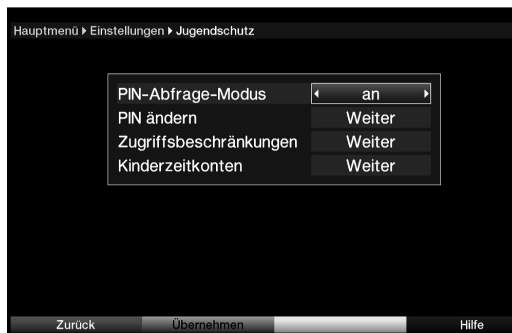 Hauptmenü ▸ Einstellungen ▸ Jugendschutz
PIN-Abfrage-Modus an
PIN ändern Weiter
Zugriffsbeschränkungen Weiter
Kinderzeitkonten Weiter
Zurück Übernehmen Hilfe